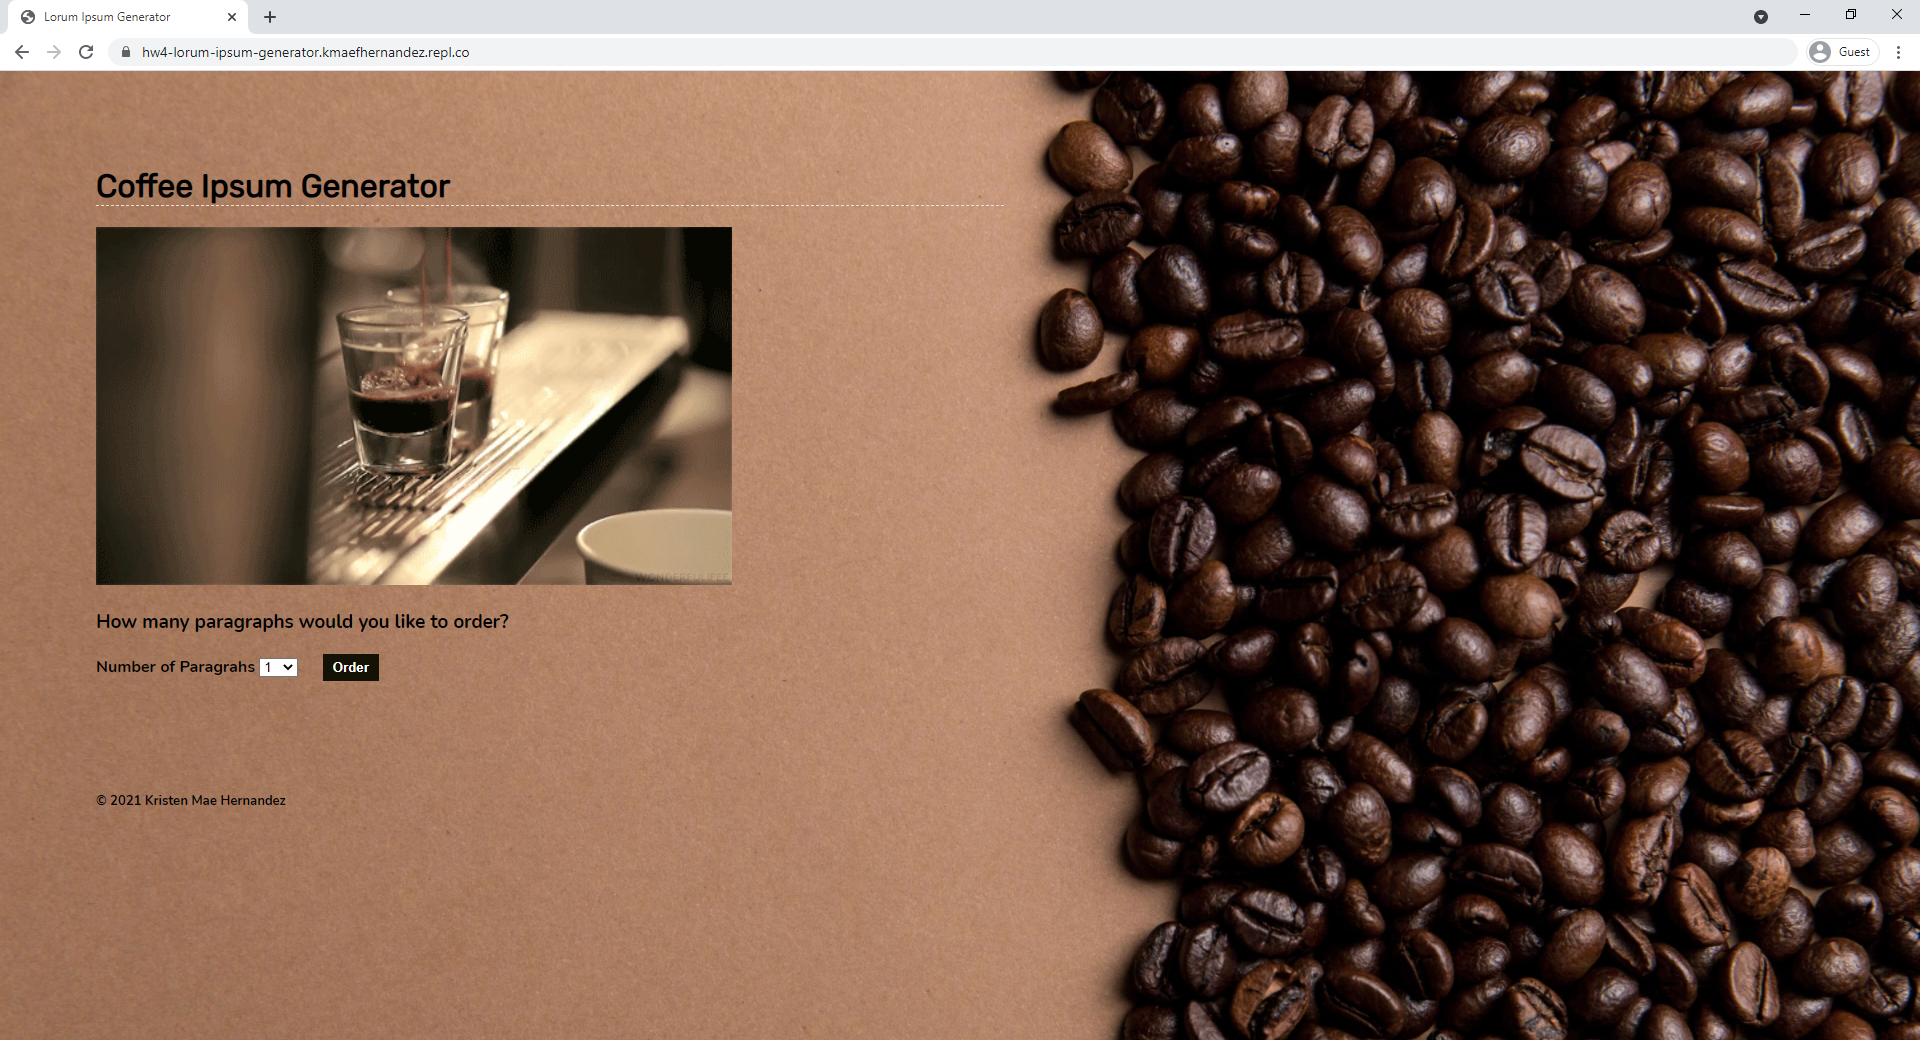 Lorum Ipsum Generator
hw4-lorum-ipsum-generator.kmaefhernandez.repl.co
Guest
Coffee Ipsum Generator
How many paragraphs would you like to order?
Number of Paragrahs 1 Order
© 2021 Kristen Mae Hernandez